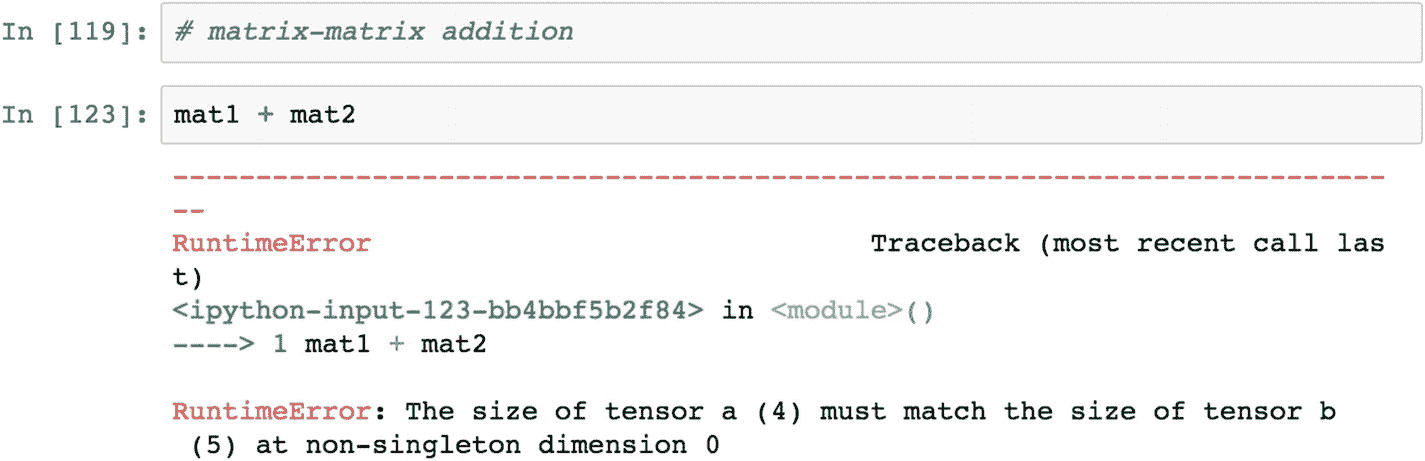 In [119]: # matrix-matrix addition
In [123]: mat1 + mat2
---------------------------------------------------------------------------
--
RuntimeError                              Traceback (most recent call las
t)
<ipython-input-123-bb4bbf5b2f84> in <module>()
----> 1 mat1 + mat2
RuntimeError: The size of tensor a (4) must match the size of tensor b
(5) at non-singleton dimension 0